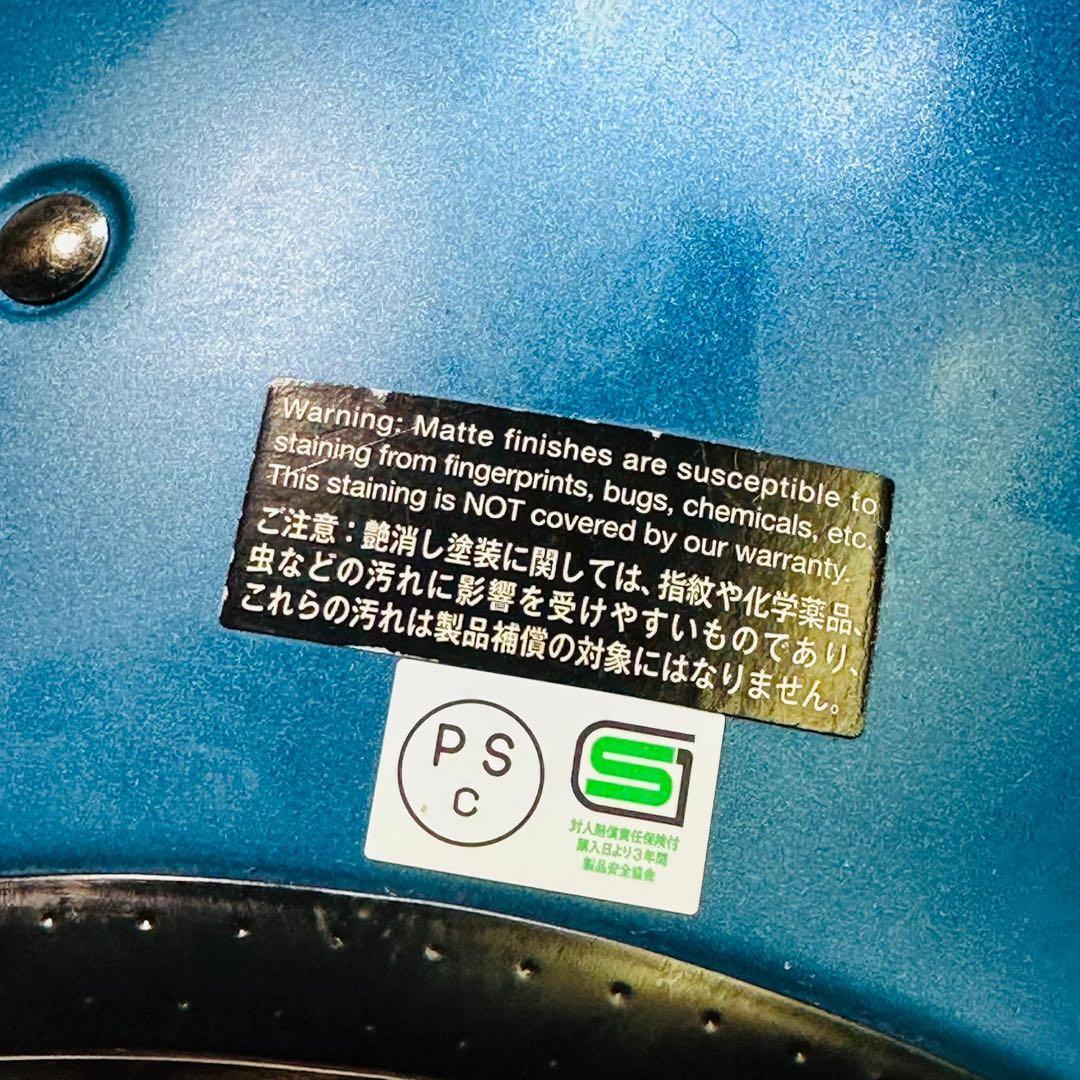 Warning: Matte finishes are susceptible to
staining from fingerprints, bugs, chemicals, etc.
This staining is NOT covered by our warranty.
ご注意：艶消し塗装に関しては、指紋や化学薬品、
虫などの汚れに影響を受けやすいものであり、
これらの汚れは製品補償の対象にはなりません。
PS
C
SG
対人賠償責任保険付
購入日より3年間
製品安全協会